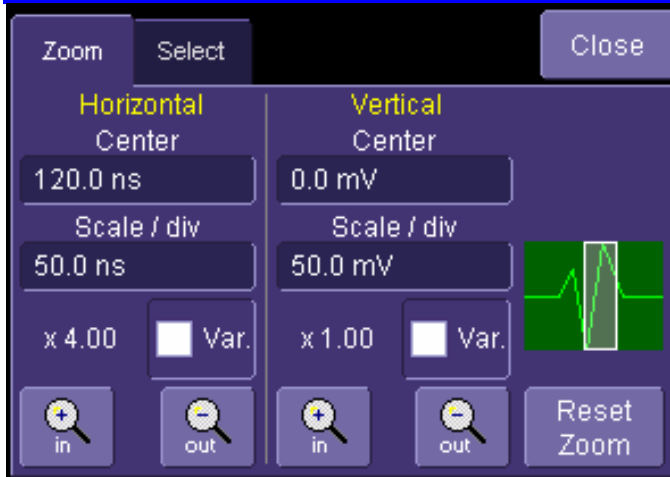 Zoom Select Close
Horizontal Vertical
Center Center
120.0 ns 0.0 mV
Scale / div Scale / div
50.0 ns 50.0 mV
x 4.00 Var. x 1.00 Var.
in out in out Reset
Zoom